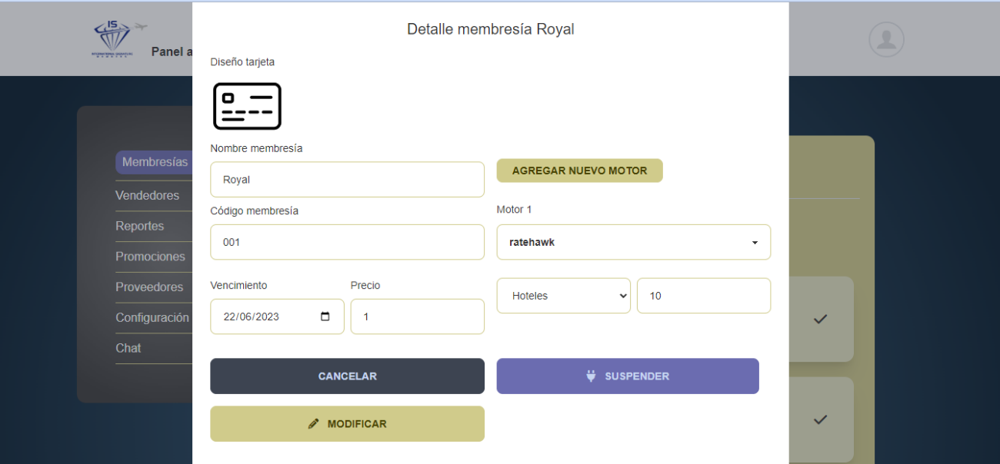 IS
Panel a
Membresías
Vendedores
Reportes
Promociones
Proveedores
Configuración
Chat
Detalle membresía Royal
Diseño tarjeta
Nombre membresía
Royal
AGREGAR NUEVO MOTOR
Código membresía
001
Motor 1
ratehawk
Vencimiento
Precio
22/06/2023
1
Hoteles
10
CANCELAR
SUSPENDER
MODIFICAR